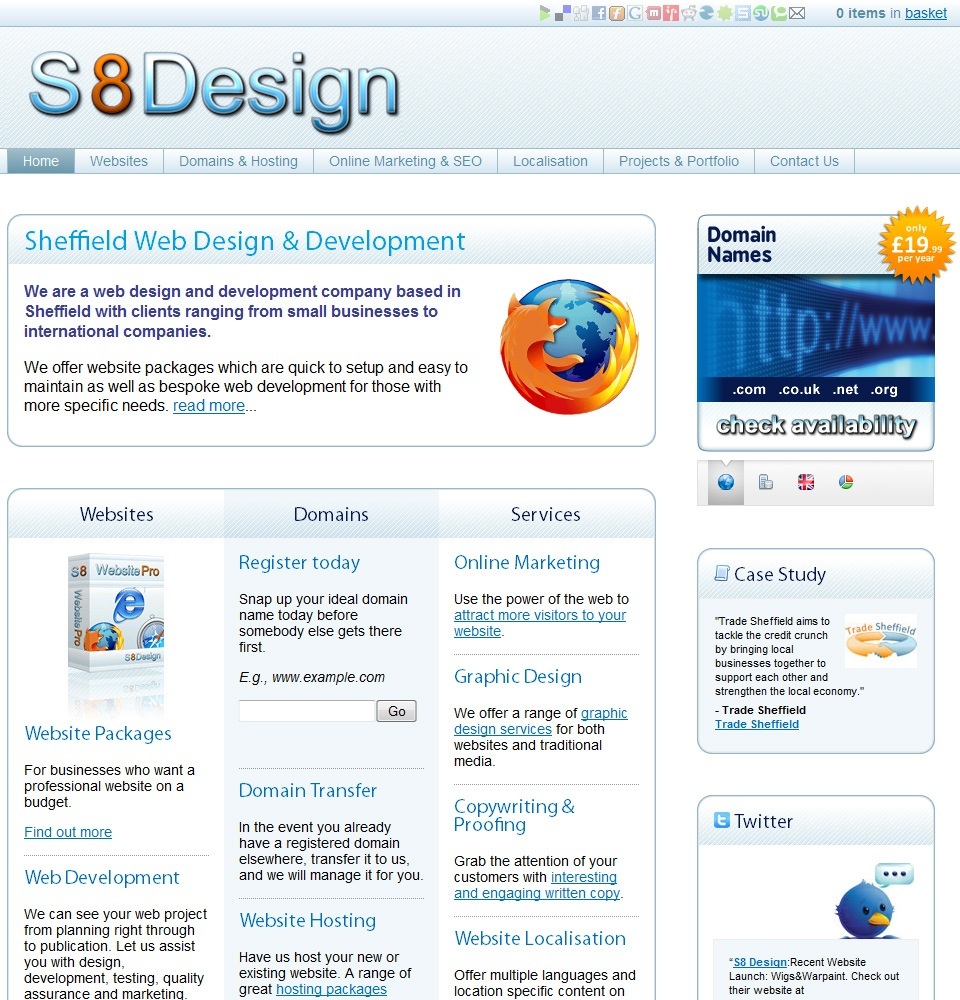 0 items in basket
S8Design
Home
Websites
Domains & Hosting
Online Marketing & SEO
Localisation
Projects & Portfolio
Contact Us
Sheffield Web Design & Development
We are a web design and development company based in
Sheffield with clients ranging from small businesses to
international companies.
We offer website packages which are quick to setup and easy to
maintain as well as bespoke web development for those with
more specific needs. read more...
Domain
Names
only
£19.99
per year
http://www.
.com .co.uk .net .org
check availability
Websites
S8 WebsitePro
WebsitePro
S8Design
Website Packages
For businesses who want a
professional website on a
budget.
Find out more
Web Development
We can see your web project
from planning right through
to publication. Let us assist
you with design,
development, testing, quality
assurance and marketing.
Domains
Register today
Snap up your ideal domain
name today before
somebody else gets there
first.
E.g., www.example.com
Go
Domain Transfer
In the event you already
have a registered domain
elsewhere, transfer it to us,
and we will manage it for you.
Website Hosting
Have us host your new or
existing website. A range of
great hosting packages
Services
Online Marketing
Use the power of the web to
attract more visitors to your
website.
Graphic Design
We offer a range of graphic
design services for both
websites and traditional
media.
Copywriting &
Proofing
Grab the attention of your
customers with interesting
and engaging written copy.
Website Localisation
Offer multiple languages and
location specific content on
Case Study
"Trade Sheffield aims to
tackle the credit crunch
by bringing local
businesses together to
support each other and
strengthen the local economy."
- Trade Sheffield
Trade Sheffield
Trade Sheffield
Twitter
“S8 Design:Recent Website
Launch: Wigs&Warpaint. Check out
their website at